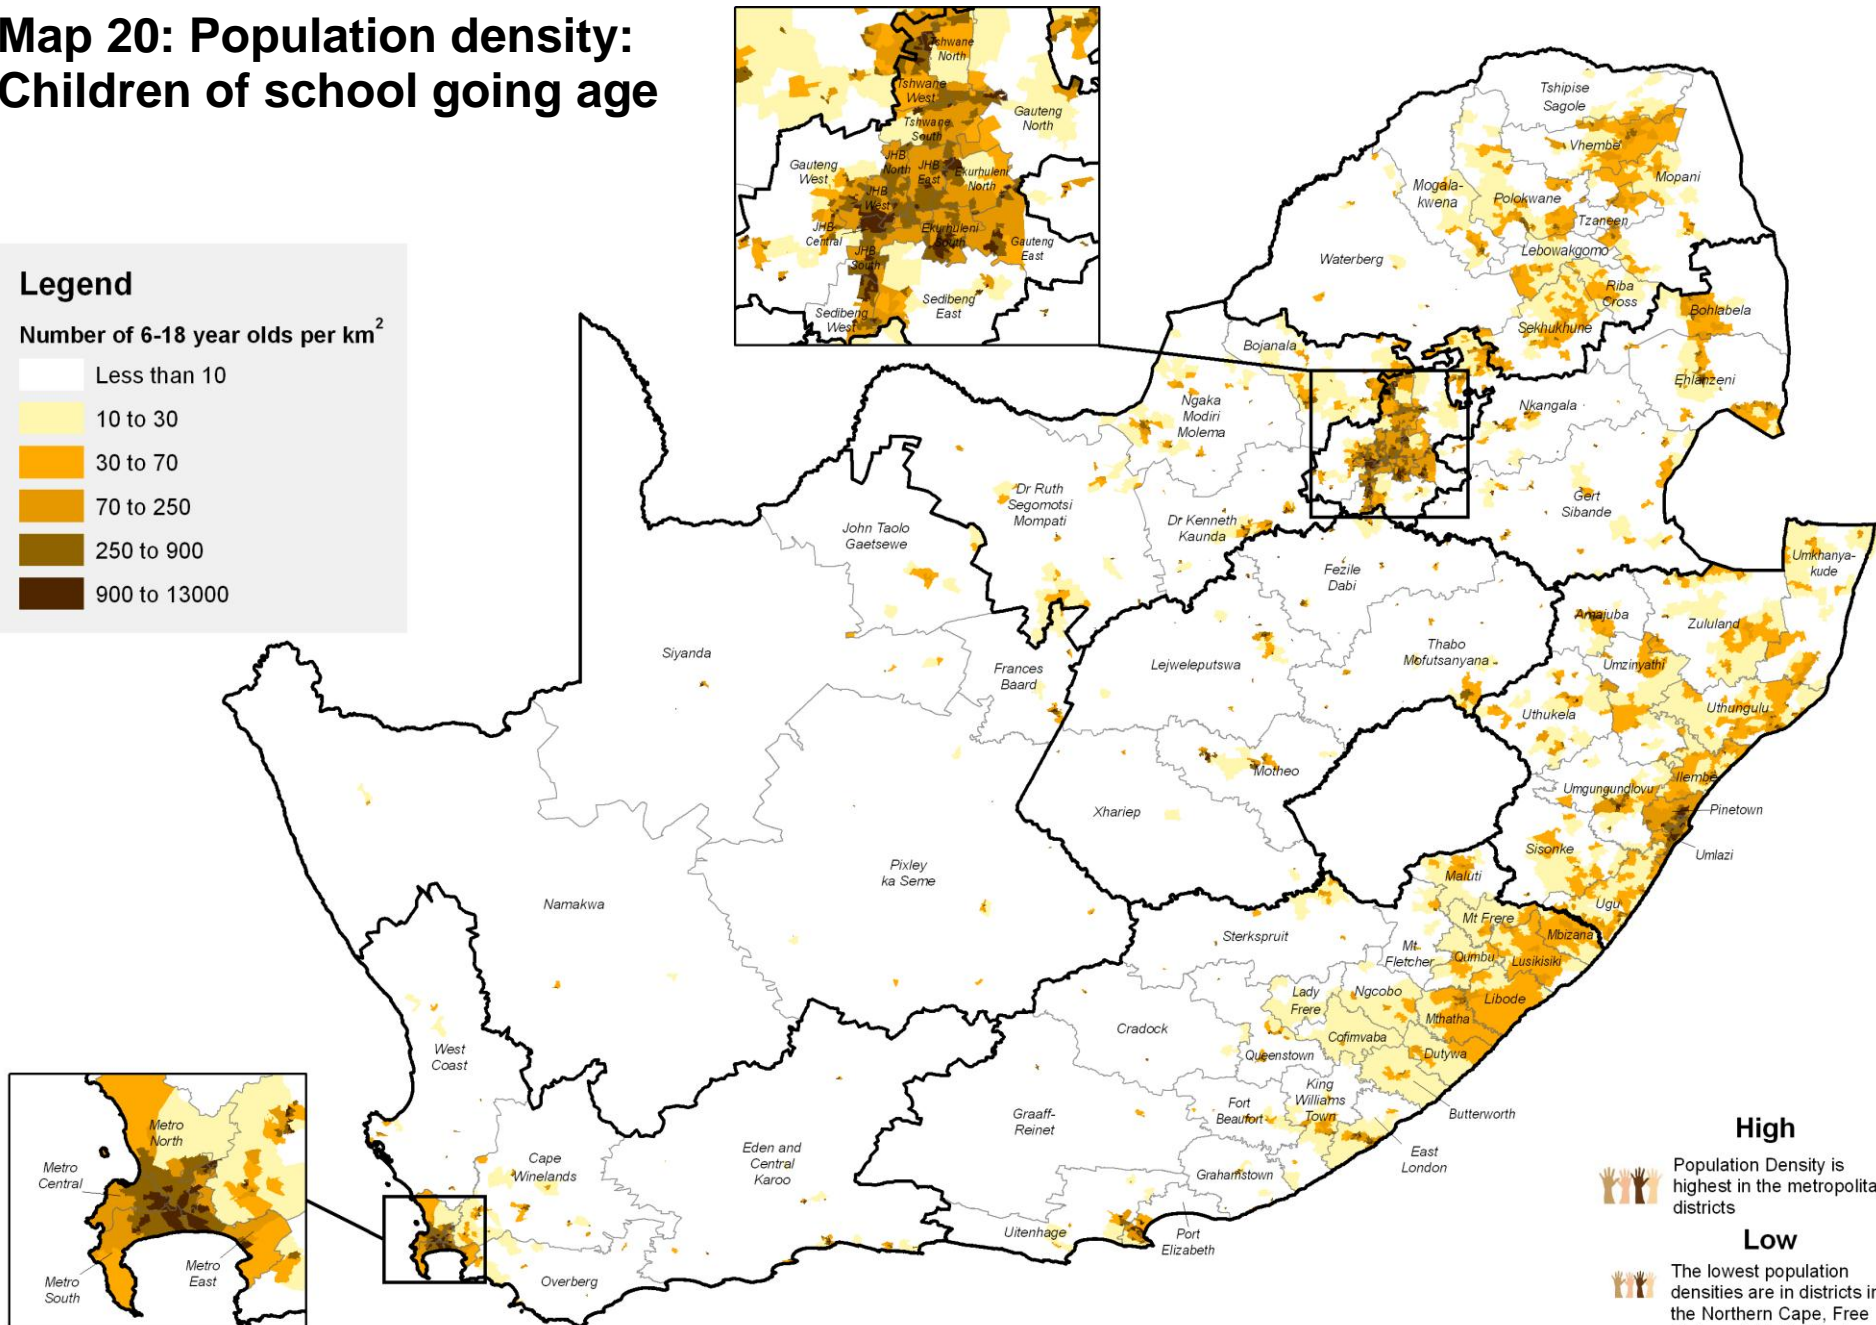 Map 20: Population density:
Children of school going age
Legend
Number of 6-18 year olds per km2
Less than 10
10 to 30
30 to 70
70 to 250
250 to 900
900 to 13000
Tshwane
North
Tshwane
West
Gauteng
North
Tshwane
South
Gauteng
West
JHB
North
JHB
East
Ekurhuleni
North
JHB
West
JHB
Central
Ekurhuleni
South
Gauteng
East
JHB
South
Sedibeng
East
Sedibeng
West
Tshipise
Sagole
Vhembe
Mopani
Mogala-
kwena
Polokwane
Tzaneen
Lebowakgomo
Waterberg
Riba
Cross
Bohlabela
Sekhukhune
Bojanala
Ehlanzeni
Ngaka
Modiri
Molema
Nkangala
Dr Ruth
Segomotsi
Mompati
Gert
Sibande
John Taolo
Gaetsewe
Dr Kenneth
Kaunda
Umkhanya-
kude
Fezile
Dabi
Amajuba
Zululand
Siyanda
Frances
Baard
Lejweleputswa
Thabo
Mofutsanyana
Umzinyathi
Uthukela
Uthungulu
Motheo
Ilembe
Umgungundlovu
Pinetown
Xhariep
Sisonke
Umlazi
Pixley
ka Seme
Maluti
Namakwa
Ugu
Mt Frere
Mbizana
Sterkspruit
Mt
Fletcher
Qumbu
Lusikisiki
Lady
Frere
Ngcobo
Libode
Mthatha
Cradock
Cofimvaba
West
Coast
Queenstown
Dutywa
King
Williams
Town
Fort
Beaufort
Butterworth
Graaff-
Reinet
East
London
Eden and
Central
Karoo
Cape
Winelands
Grahamstown
Uitenhage
Port
Elizabeth
Overberg
Metro
North
Metro
Central
Metro
East
Metro
South
High
Population Density is
highest in the metropolita
districts
Low
The lowest population
densities are in districts in
the Northern Cape, Free